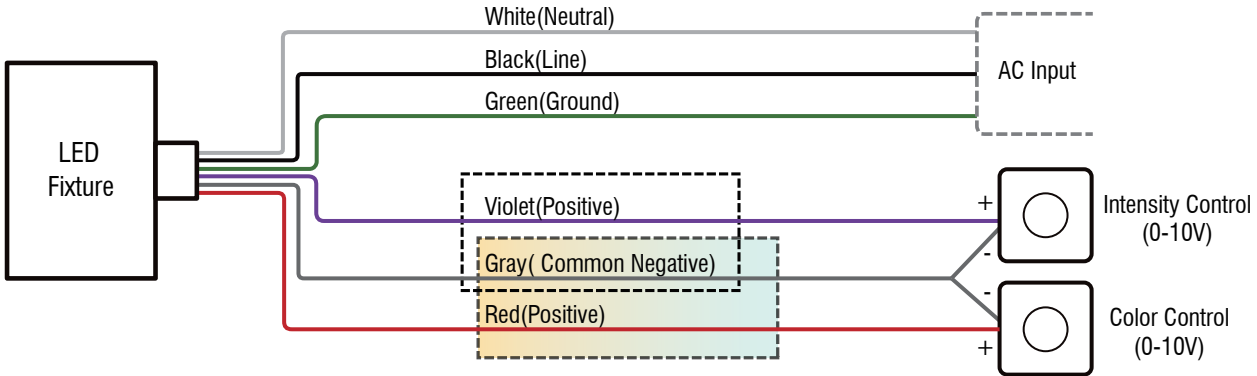 White(Neutral)
Black(Line)
AC Input
Green(Ground)
LED
Fixture
Violet(Positive)
+
Intensity Control
(0-10V)
-
Gray( Common Negative)
-
Red(Positive)
Color Control
(0-10V)
+